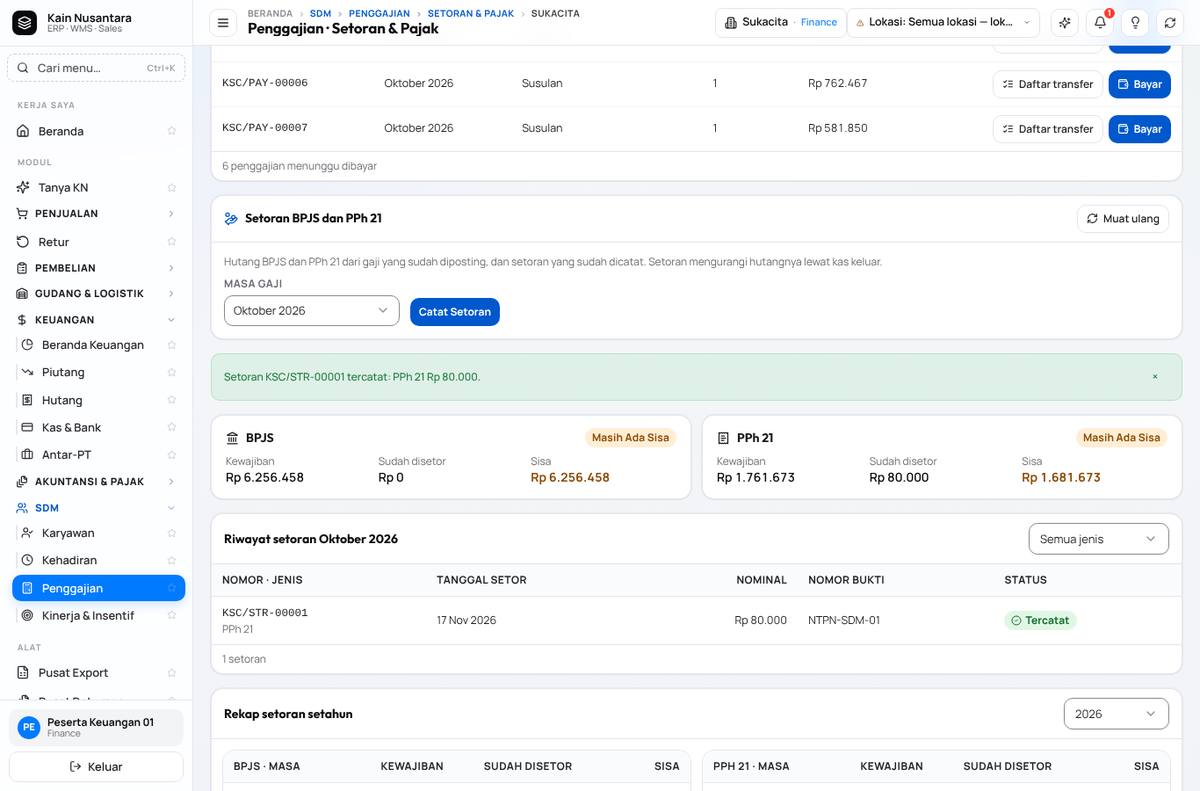 Kain Nusantara
ERP · WMS · Sales
Cari menu... Ctrl+K
KERJA SAYA
Beranda
MODUL
Tanya KN
PENJUALAN
Retur
PEMBELIAN
GUDANG & LOGISTIK
KEUANGAN
Beranda Keuangan
Piutang
Hutang
Kas & Bank
Antar-PT
AKUNTANSI & PAJAK
SDM
Karyawan
Kehadiran
Penggajian
Kinerja & Insentif
ALAT
Pusat Export
PE Peserta Keuangan 01
Finance
Keluar
BERANDA > SDM > PENGGAJIAN > SETORAN & PAJAK > SUKACITA
Penggajian · Setoran & Pajak
Sukacita · Finance
Lokasi: Semua lokasi — lok...
1
KSC/PAY-00006 Oktober 2026 Susulan 1 Rp 762.467 Daftar transfer Bayar
KSC/PAY-00007 Oktober 2026 Susulan 1 Rp 581.850 Daftar transfer Bayar
6 penggajian menunggu dibayar
Setoran BPJS dan PPh 21 Muat ulang
Hutang BPJS dan PPh 21 dari gaji yang sudah diposting, dan setoran yang sudah dicatat. Setoran mengurangi hutangnya lewat kas keluar.
MASA GAJI
Oktober 2026 Catat Setoran
Setoran KSC/STR-00001 tercatat: PPh 21 Rp 80.000. ×
BPJS Masih Ada Sisa
Kewajiban Sudah disetor Sisa
Rp 6.256.458 Rp 0 Rp 6.256.458
PPh 21 Masih Ada Sisa
Kewajiban Sudah disetor Sisa
Rp 1.761.673 Rp 80.000 Rp 1.681.673
Riwayat setoran Oktober 2026 Semua jenis
NOMOR · JENIS TANGGAL SETOR NOMINAL NOMOR BUKTI STATUS
KSC/STR-00001 17 Nov 2026 Rp 80.000 NTPN-SDM-01 Tercatat
PPh 21
1 setoran
Rekap setoran setahun 2026
BPJS · MASA KEWAJIBAN SUDAH DISETOR SISA
PPH 21 · MASA KEWAJIBAN SUDAH DISETOR SISA